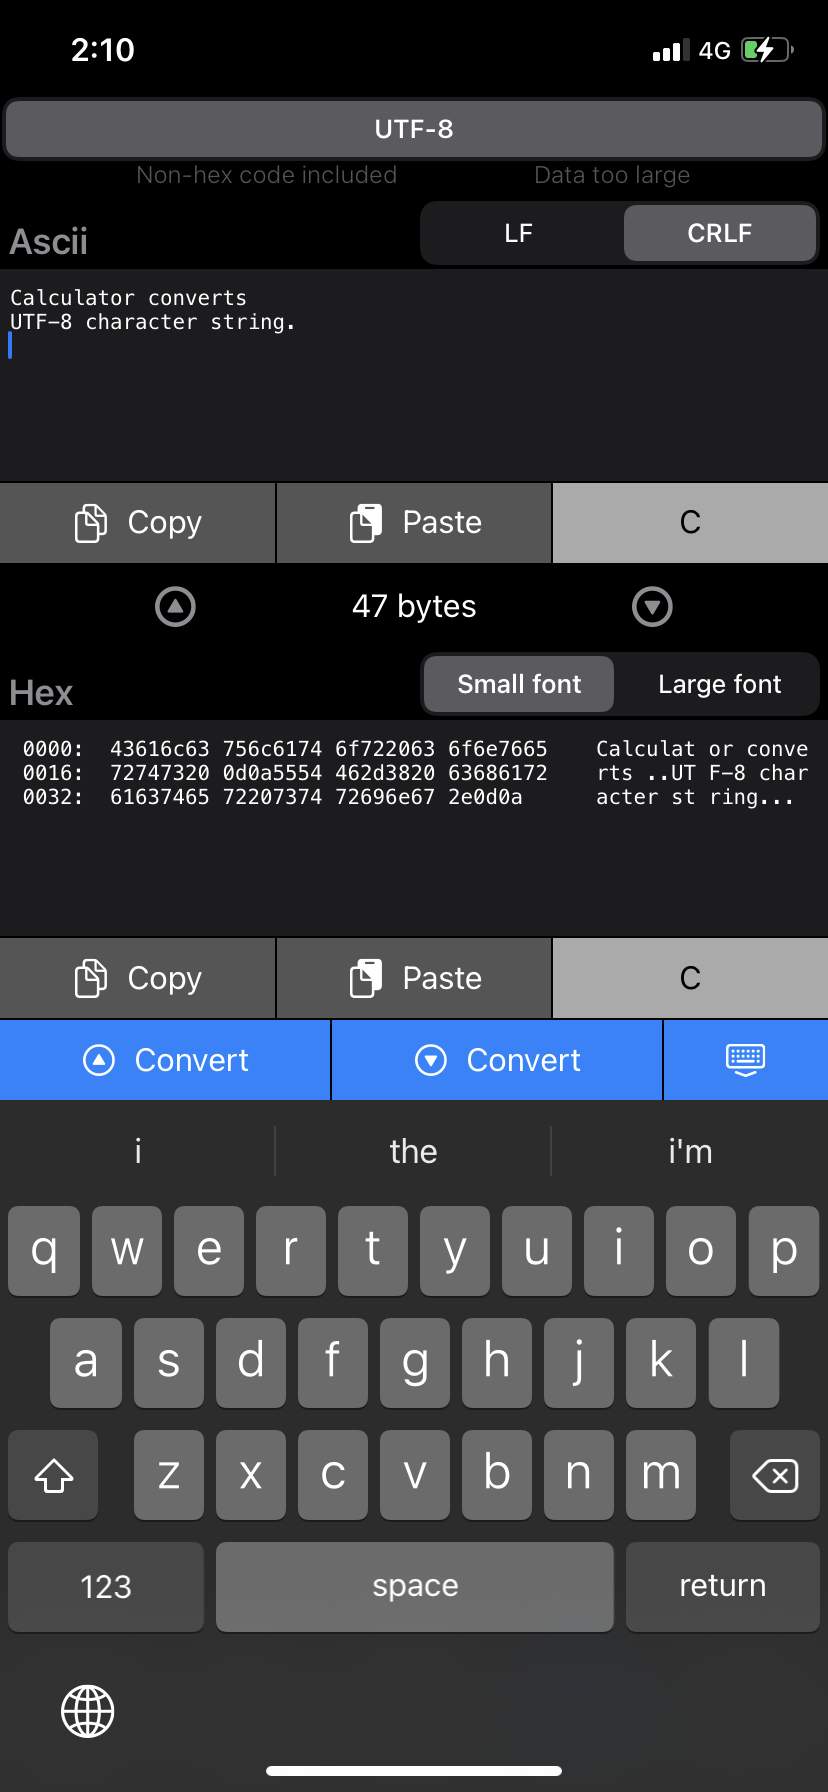 2:10 4G
UTF-8
Non-hex code included Data too large
Ascii LF CRLF
Calculator converts
UTF-8 character string.
Copy Paste C
47 bytes
Hex Small font Large font
0000: 43616c63 756c6174 6f722063 6f6e7665 Calculat or conve
0016: 72747320 0d0a5554 462d3820 63686172 rts ..UT F-8 char
0032: 61637465 72207374 72696e67 2e0d0a acter st ring...
Copy Paste C
Convert Convert
i the i'm
q w e r t y u i o p
a s d f g h j k l
z x c v b n m
123 space return